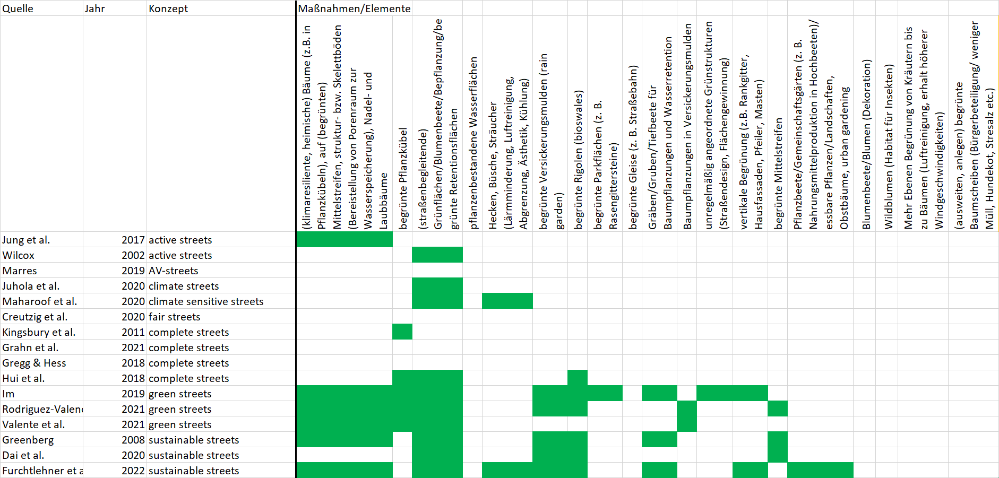 Quelle Jahr Konzept Maßnahmen/Elemente
(klimaresiliente, heimische) Bäume (z.B. in
Pflanzkübeln), auf (begrünten)
Mittelstreifen, struktur- bzw. Skelettböden
(Bereistellung von Porenraum zur
Wasserspeicherung), Nadel- und
Laubbäume
begrünte Pflanzkübel
(straßenbegleitende)
Grünflächen/Blumenbeete/Bepflanzung/be
grünte Retentionsflächen
pflanzenbestandene Wasserflächen
Hecken, Büsche, Sträucher
(Lärmminderung, Luftreinigung,
Abgrenzung, Ästhetik, Kühlung)
begrünte Versickerungsmulden (rain
garden)
begrünte Rigolen (bioswales)
begrünte Parkflächen (z. B.
Rasengittersteine)
begrünte Gleise (z. B. Straßebahn)
Gräben/Gruben/Tiefbeete für
Baumpflanzungen und Wasserretention
Baumpflanzungen in Versickerungsmulden
unregelmäßig angeordnete Grünstrukturen
(Straßendesign, Flächengewinnung)
vertikale Begrünung (z.B. Rankgitter,
Hausfassaden, Pfeiler, Masten)
begrünte Mittelstreifen
Pflanzbeete/Gemeinschaftsgärten (z. B.
Nahrungsmittelproduktion in Hochbeeten)/
essbare Pflanzen/Landschaften,
Obstbäume, urban gardening
Blumenbeete/Blumen (Dekoration)
Wildblumen (Habitat für Insekten)
Mehr Ebenen Begrünung von Kräutern bis
zu Bäumen (Luftreinigung, erhalt höherer
Windgeschwindigkeiten)
(ausweiten, anlegen) begrünte
Baumscheiben (Bürgerbeteiligung/ weniger
Müll, Hundekot, Stresalz etc.)
Jung et al. 2017 active streets
Wilcox 2002 active streets
Marres 2019 AV-streets
Juhola et al. 2020 climate streets
Maharoof et al. 2020 climate sensitive streets
Creutzig et al. 2020 fair streets
Kingsbury et al. 2011 complete streets
Grahn et al. 2021 complete streets
Gregg & Hess 2018 complete streets
Hui et al. 2018 complete streets
Im 2019 green streets
Rodriguez-Valen 2021 green streets
Valente et al. 2021 green streets
Greenberg 2008 sustainable streets
Dai et al. 2020 sustainable streets
Furchtlehner et a 2022 sustainable streets